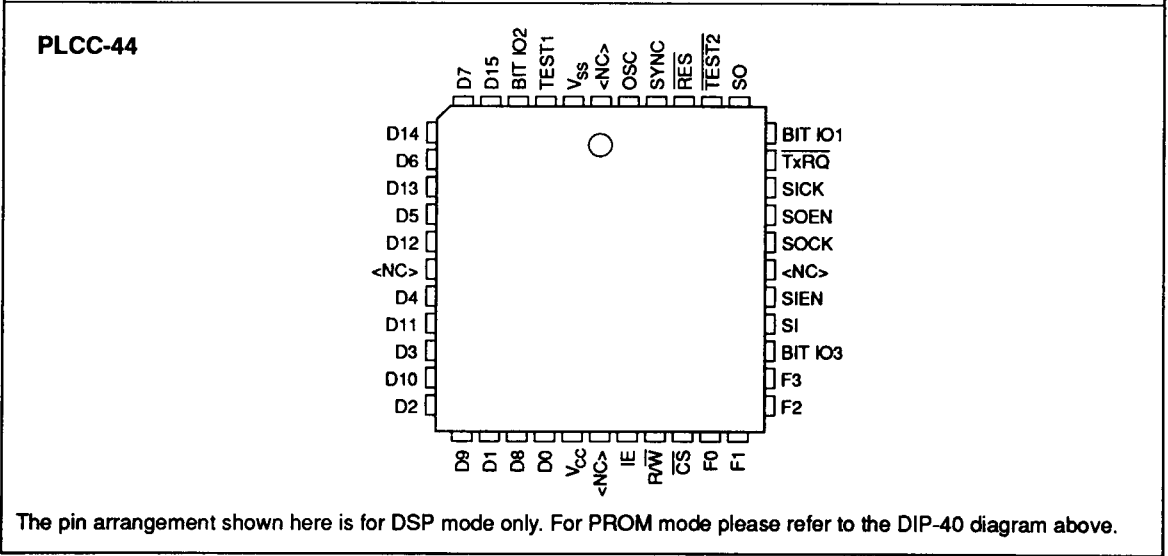 PLCC-44
D7
D15
BIT IO2
TEST1
VSS
<NC>
OSC
SYNC
RES
TEST2
SO
D14
D6
D13
D5
D12
<NC>
D4
D11
D3
D10
D2
BIT IO1
TxRQ
SICK
SOEN
SOCK
<NC>
SIEN
SI
BIT IO3
F3
F2
D9
D1
D8
D0
VCC
<NC>
IE
R/W
CS
F0
F1
The pin arrangement shown here is for DSP mode only. For PROM mode please refer to the DIP-40 diagram above.